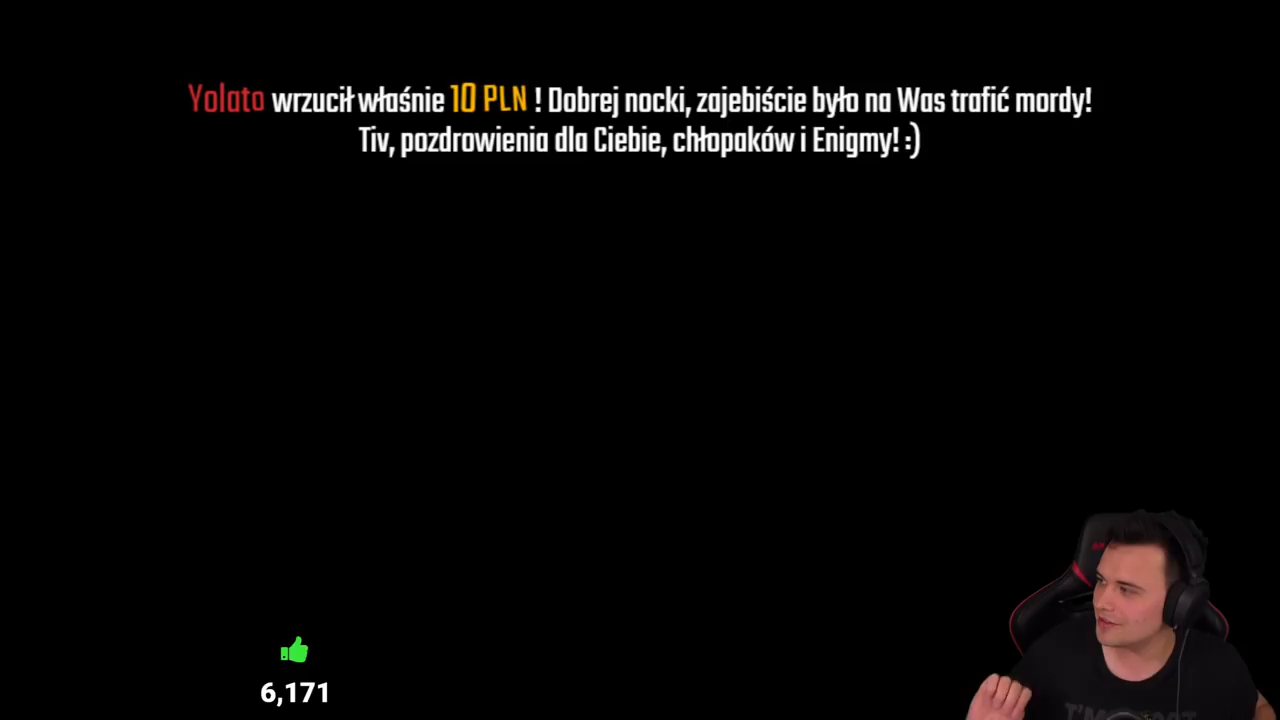 Yolato wrzucił właśnie 10 PLN ! Dobrej nocki, zajebiście było na Was trafić mordy!
Tiv, pozdrowienia dla Ciebie, chłopaków i Enigmy! :)
6,171